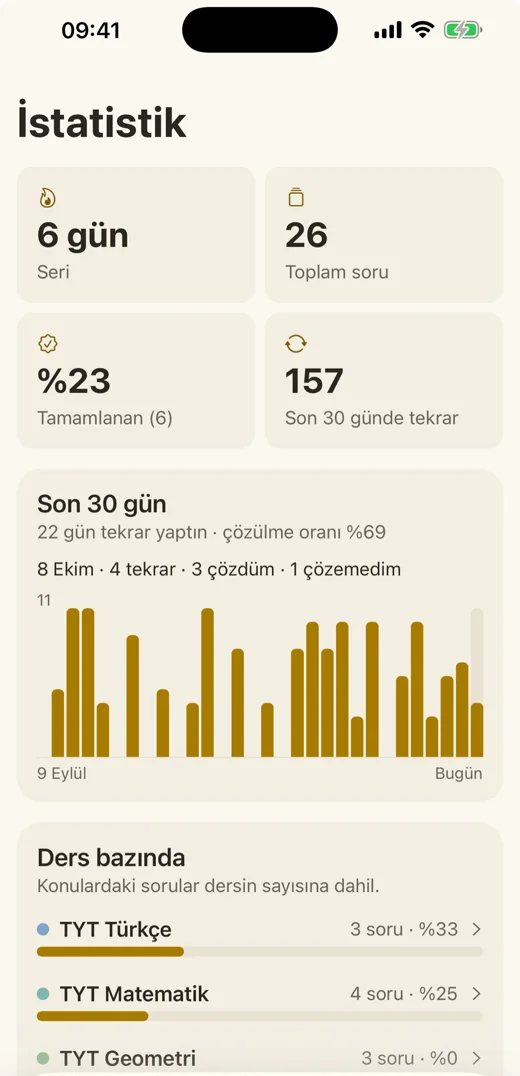 09:41
İstatistik
6 gün
Seri
26
Toplam soru
%23
Tamamlanan (6)
157
Son 30 günde tekrar
Son 30 gün
22 gün tekrar yaptın · çözülme oranı %69
8 Ekim · 4 tekrar · 3 çözdüm · 1 çözemedim
11
9 Eylül
Bugün
Ders bazında
Konulardaki sorular dersin sayısına dahil.
TYT Türkçe
3 soru · %33
TYT Matematik
4 soru · %25
TYT Geometri
3 soru · %0